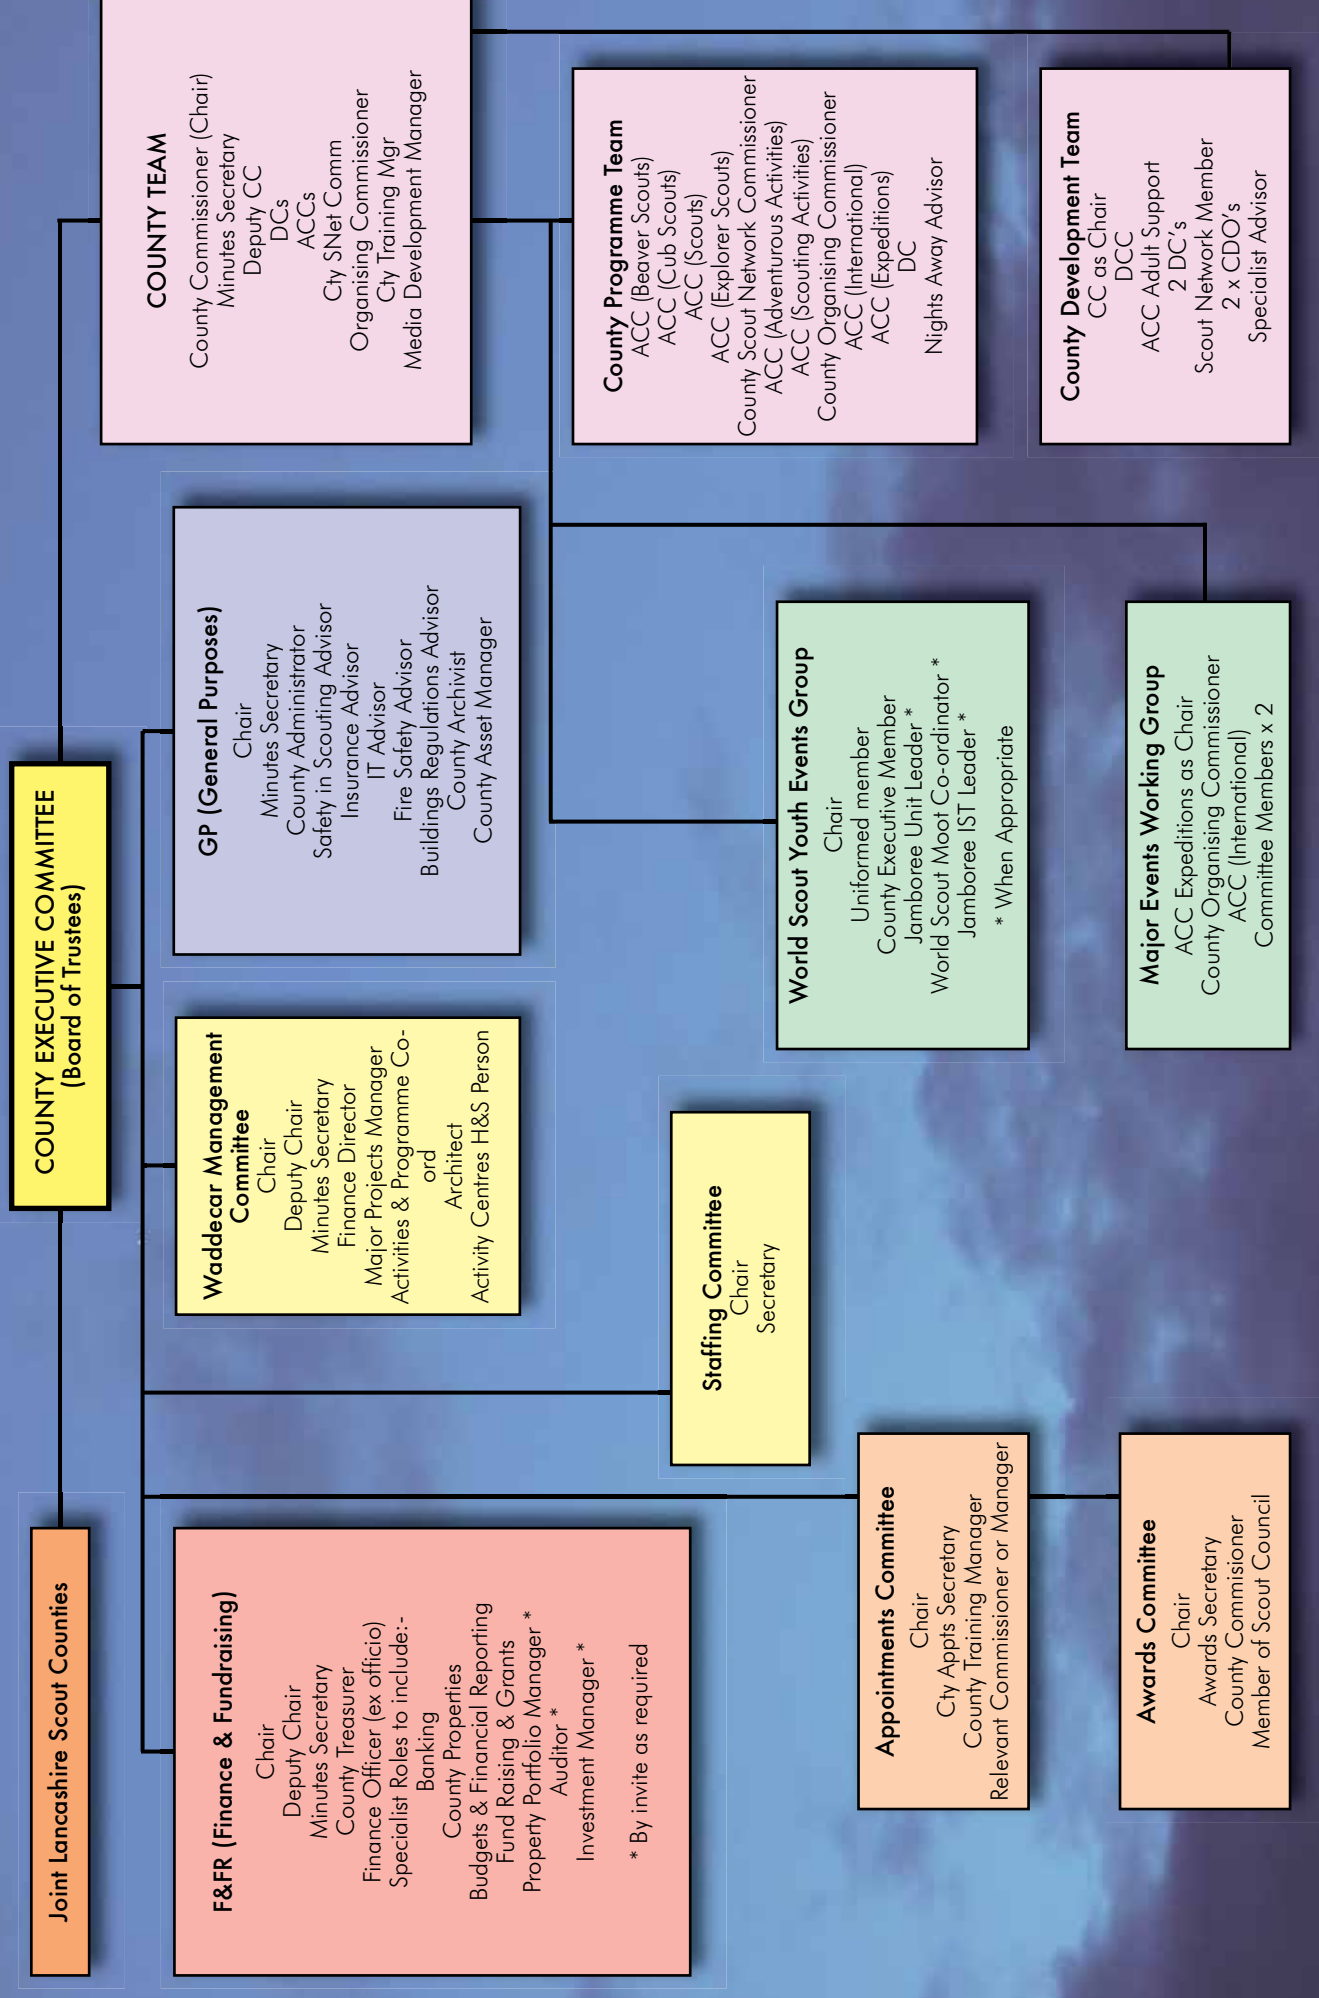 Joint Lancashire Scout Counties
COUNTY EXECUTIVE COMMITTEE
(Board of Trustees)
F&FR (Finance & Fundraising)
Chair
Deputy Chair
Minutes Secretary
County Treasurer
Finance Officer (ex officio)
Specialist Roles to include:-
Banking
County Properties
Budgets & Financial Reporting
Fund Raising & Grants
Property Portfolio Manager *
Auditor *
Investment Manager *
* By invite as required
Waddecar Management
Committee
Chair
Deputy Chair
Minutes Secretary
Finance Director
Major Projects Manager
Activities & Programme Co-
ord
Architect
Activity Centres H&S Person
GP (General Purposes)
Chair
Minutes Secretary
County Administrator
Safety in Scouting Advisor
Insurance Advisor
IT Advisor
Fire Safety Advisor
Buildings Regulations Advisor
County Archivist
County Asset Manager
COUNTY TEAM
County Commissioner (Chair)
Minutes Secretary
Deputy CC
DCs
ACCs
Cty SNet Comm
Organising Commissioner
Cty Training Mgr
Media Development Manager
Staffing Committee
Chair
Secretary
World Scout Youth Events Group
Chair
Uniformed member
County Executive Member
Jamboree Unit Leader *
World Scout Moot Co-ordinator *
Jamboree IST Leader *
* When Appropriate
County Programme Team
ACC (Beaver Scouts)
ACC (Cub Scouts)
ACC (Scouts)
ACC (Explorer Scouts)
County Scout Network Commissioner
ACC (Adventurous Activities)
ACC (Scouting Activities)
County Organising Commissioner
ACC (International)
ACC (Expeditions)
DC
Nights Away Advisor
Appointments Committee
Chair
Cty Appts Secretary
County Training Manager
Relevant Commissioner or Manager
Awards Committee
Chair
Awards Secretary
County Commisioner
Member of Scout Council
Major Events Working Group
ACC Expeditions as Chair
County Organising Commissioner
ACC (International)
Committee Members x 2
County Development Team
CC as Chair
DCC
ACC Adult Support
2 DC's
Scout Network Member
2 x CDO's
Specialist Advisor